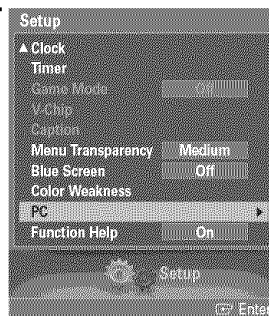 Setup
▲ Clock
Timer
Game Mode Off
V-Chip
Caption
Menu Transparency Medium
Blue Screen Off
Color Weakness
PC
Function Help On
Setup
Enter